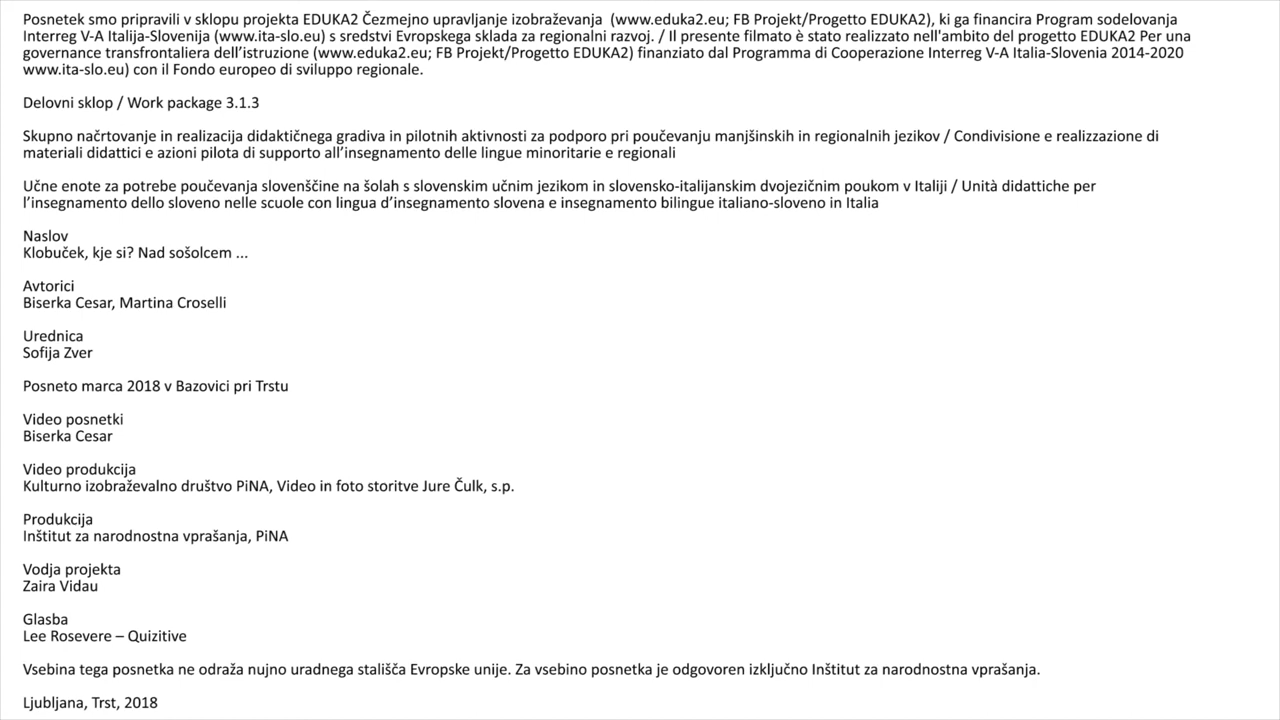 Posnetek smo pripravili v sklopu projekta EDUKA2 Čezmejno upravljanje izobraževanja  (www.eduka2.eu; FB Projekt/Progetto EDUKA2), ki ga financira Program sodelovanja
Interreg V-A Italija-Slovenija (www.ita-slo.eu) s sredstvi Evropskega sklada za regionalni razvoj. / Il presente filmato è stato realizzato nell'ambito del progetto EDUKA2 Per una
governance transfrontaliera dell’istruzione (www.eduka2.eu; FB Projekt/Progetto EDUKA2) finanziato dal Programma di Cooperazione Interreg V-A Italia-Slovenia 2014-2020
www.ita-slo.eu) con il Fondo europeo di sviluppo regionale.
Delovni sklop / Work package 3.1.3
Skupno načrtovanje in realizacija didaktičnega gradiva in pilotnih aktivnosti za podporo pri poučevanju manjšinskih in regionalnih jezikov / Condivisione e realizzazione di
materiali didattici e azioni pilota di supporto all’insegnamento delle lingue minoritarie e regionali
Učne enote za potrebe poučevanja slovenščine na šolah s slovenskim učnim jezikom in slovensko-italijanskim dvojezičnim poukom v Italiji / Unità didattiche per
l’insegnamento dello sloveno nelle scuole con lingua d’insegnamento slovena e insegnamento bilingue italiano-sloveno in Italia
Naslov
Klobuček, kje si? Nad sošolcem ...
Avtorici
Biserka Cesar, Martina Croselli
Urednica
Sofija Zver
Posneto marca 2018 v Bazovici pri Trstu
Video posnetki
Biserka Cesar
Video produkcija
Kulturno izobraževalno društvo PiNA, Video in foto storitve Jure Čulk, s.p.
Produkcija
Inštitut za narodnostna vprašanja, PiNA
Vodja projekta
Zaira Vidau
Glasba
Lee Rosevere – Quizitive
Vsebina tega posnetka ne odraža nujno uradnega stališča Evropske unije. Za vsebino posnetka je odgovoren izključno Inštitut za narodnostna vprašanja.
Ljubljana, Trst, 2018